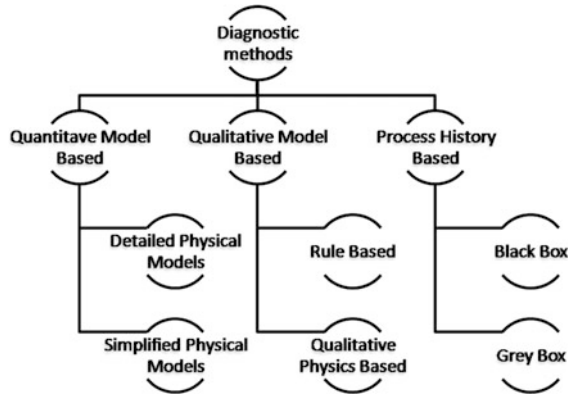 Diagnostic
methods
Quantitave Model
Based
Qualitative Model
Based
Process History
Based
Detailed Physical
Models
Rule Based
Black Box
Simplified Physical
Models
Qualitative
Physics Based
Grey Box